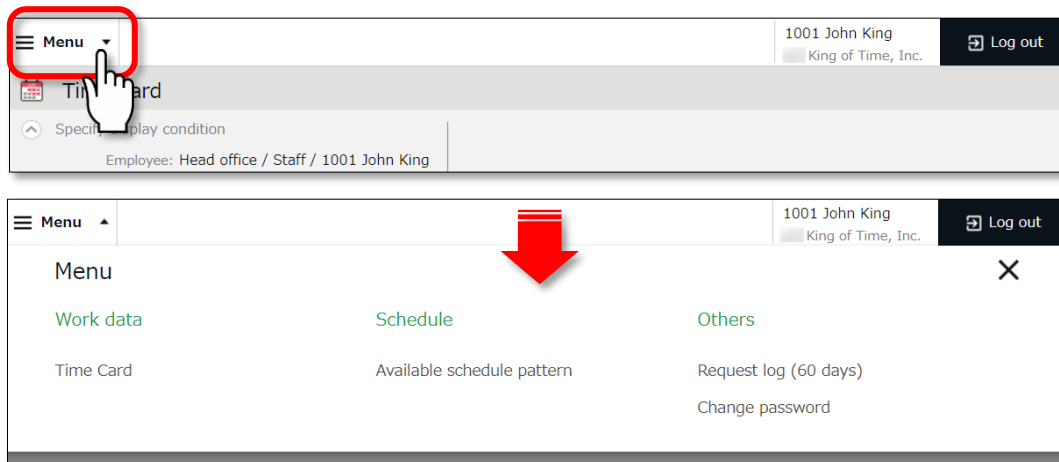 Menu
1001 John King
King of Time, Inc.
Log out
Card
Specify display condition
Employee: Head office / Staff / 1001 John King
Menu
1001 John King
King of Time, Inc.
Log out
Menu
Work data Schedule Others
Time Card Available schedule pattern Request log (60 days)
Change password